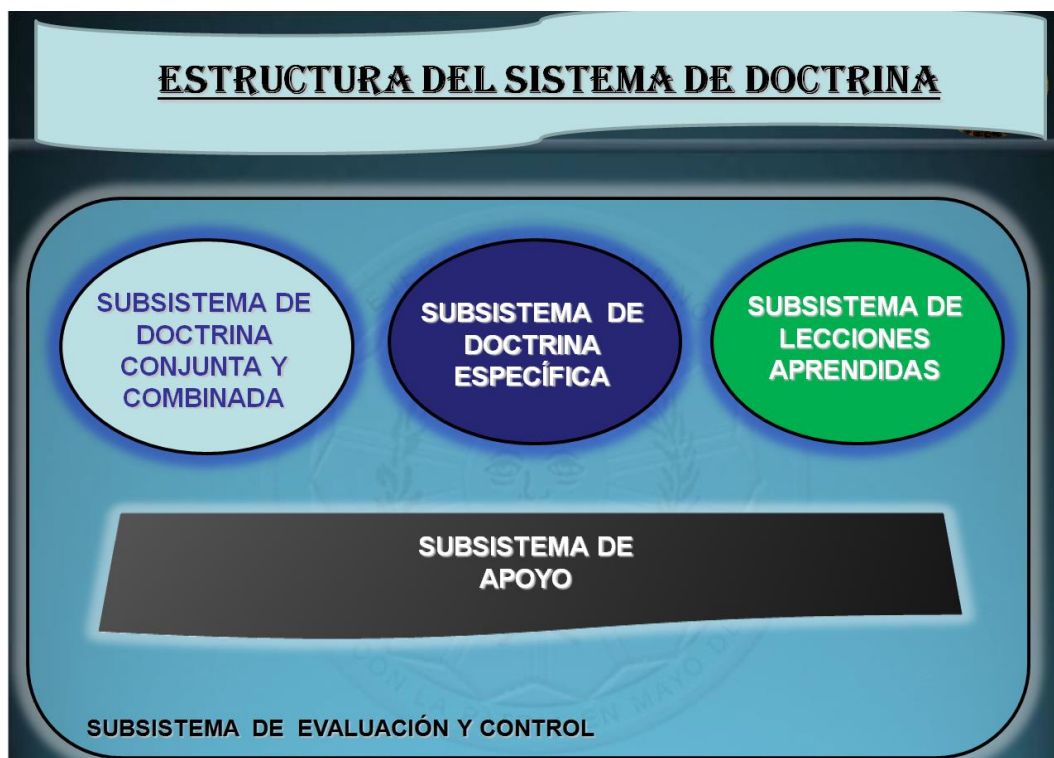 ESTRUCTURA DEL SISTEMA DE DOCTRINA
SUBSISTEMA DE
DOCTRINA
CONJUNTA Y
COMBINADA
SUBSISTEMA DE
DOCTRINA
ESPECÍFICA
SUBSISTEMA DE
LECCIONES
APRENDIDAS
SUBSISTEMA DE
APOYO
SUBSISTEMA DE EVALUACIÓN Y CONTROL